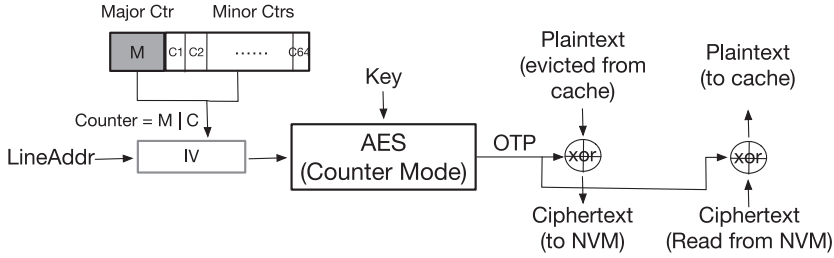 Major Ctr
Minor Ctrs
M
C1
C2
......
C64
Counter = M | C
LineAddr
IV
Key
AES
(Counter Mode)
OTP
Plaintext
(evicted from
cache)
xor
Ciphertext
(to NVM)
Plaintext
(to cache)
xor
Ciphertext
(Read from NVM)